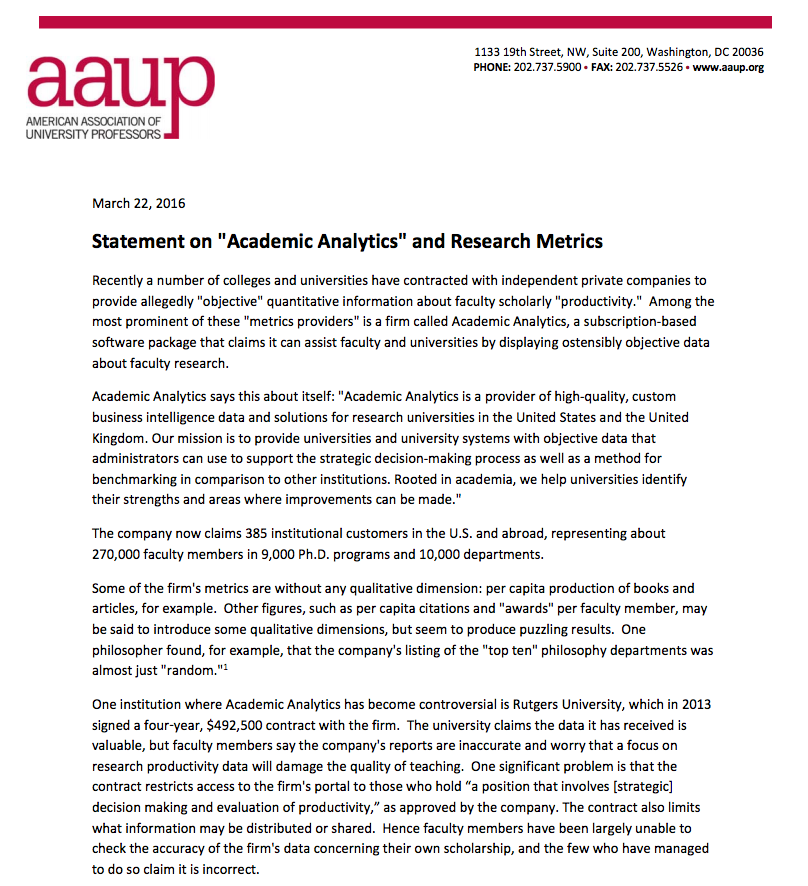 1133 19th Street, NW, Suite 200, Washington, DC 20036
PHONE: 202.737.5900 • FAX: 202.737.5526 • www.aaup.org
aaup
AMERICAN ASSOCIATION OF
UNIVERSITY PROFESSORS
March 22, 2016
Statement on "Academic Analytics" and Research Metrics
Recently a number of colleges and universities have contracted with independent private companies to
provide allegedly "objective" quantitative information about faculty scholarly "productivity."  Among the
most prominent of these "metrics providers" is a firm called Academic Analytics, a subscription-based
software package that claims it can assist faculty and universities by displaying ostensibly objective data
about faculty research.
Academic Analytics says this about itself: "Academic Analytics is a provider of high-quality, custom
business intelligence data and solutions for research universities in the United States and the United
Kingdom. Our mission is to provide universities and university systems with objective data that
administrators can use to support the strategic decision-making process as well as a method for
benchmarking in comparison to other institutions. Rooted in academia, we help universities identify
their strengths and areas where improvements can be made."
The company now claims 385 institutional customers in the U.S. and abroad, representing about
270,000 faculty members in 9,000 Ph.D. programs and 10,000 departments.
Some of the firm's metrics are without any qualitative dimension: per capita production of books and
articles, for example.  Other figures, such as per capita citations and "awards" per faculty member, may
be said to introduce some qualitative dimensions, but seem to produce puzzling results.  One
philosopher found, for example, that the company's listing of the "top ten" philosophy departments was
almost just "random."¹
One institution where Academic Analytics has become controversial is Rutgers University, which in 2013
signed a four-year, $492,500 contract with the firm.  The university claims the data it has received is
valuable, but faculty members say the company's reports are inaccurate and worry that a focus on
research productivity data will damage the quality of teaching.  One significant problem is that the
contract restricts access to the firm's portal to those who hold “a position that involves [strategic]
decision making and evaluation of productivity,” as approved by the company. The contract also limits
what information may be distributed or shared.  Hence faculty members have been largely unable to
check the accuracy of the firm's data concerning their own scholarship, and the few who have managed
to do so claim it is incorrect.